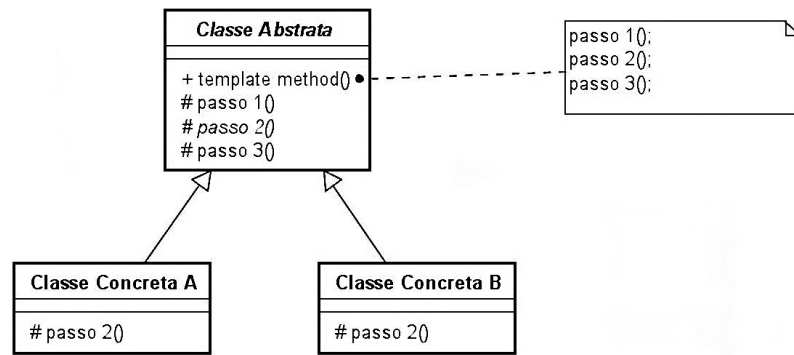 Classe Abstrata
+ template method()
# passo 1()
# passo 2()
# passo 3()
passo 1();
passo 2();
passo 3();
Classe Concreta A
# passo 2()
Classe Concreta B
# passo 2()